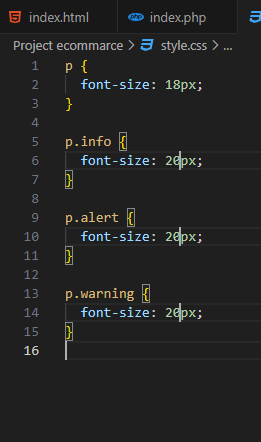 index.html index.php
Project ecommarce > style.css > ...
1 p {
2 font-size: 18px;
3 }
4
5 p.info {
6 font-size: 20px;
7 }
8
9 p.alert {
10 font-size: 20px;
11 }
12
13 p.warning {
14 font-size: 20px;
15 }
16